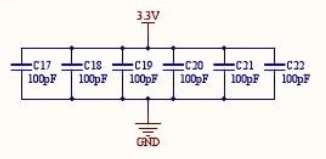 3.3V
C17 C18 C19 C20 C21 C22
100pF 100pF 100pF 100pF 100pF 100pF
GND